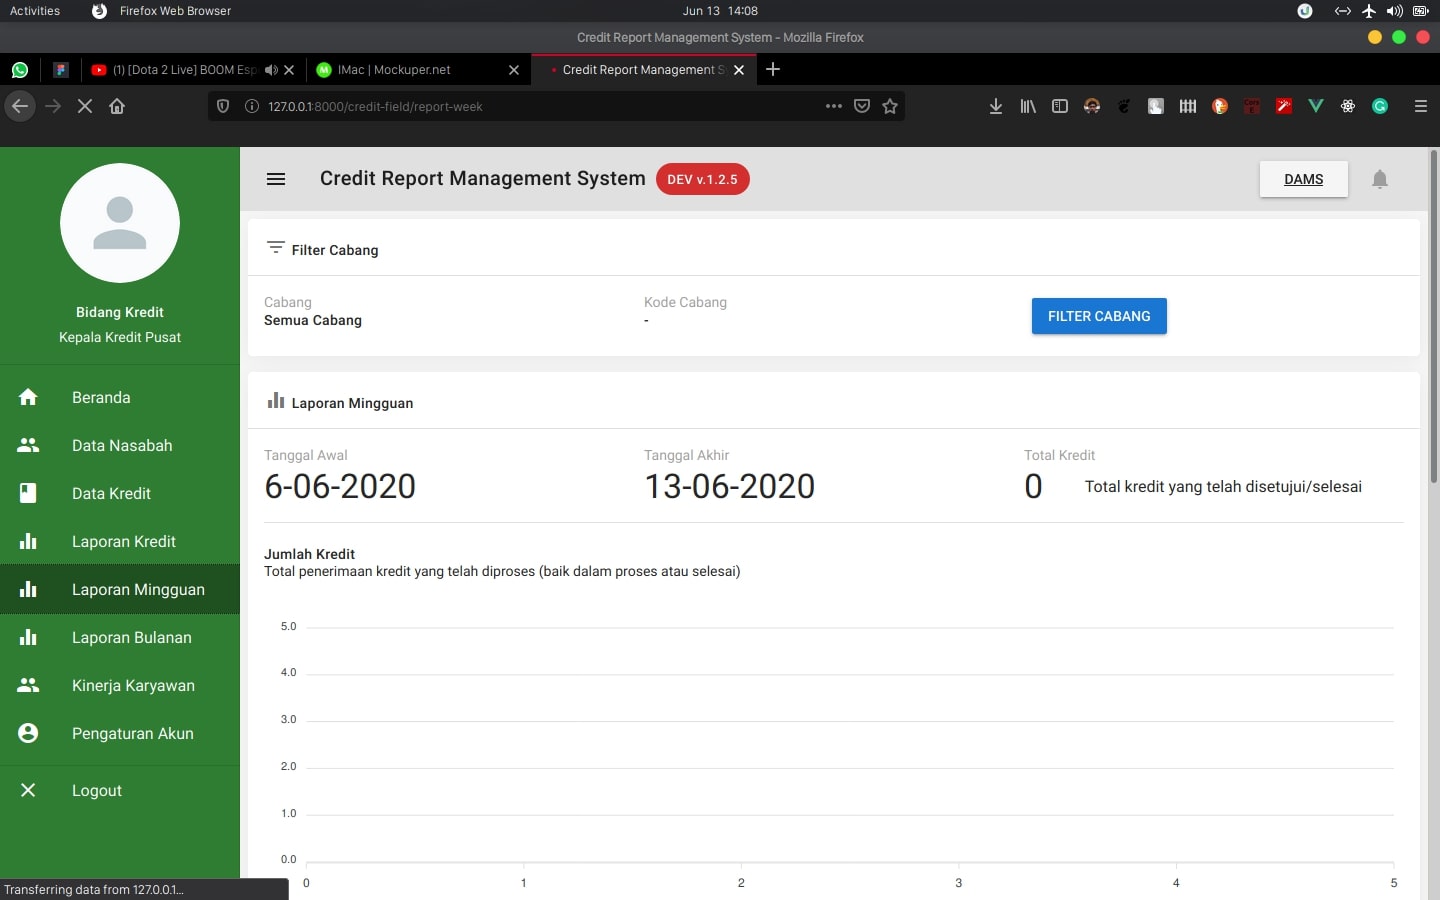 Activities
Firefox Web Browser
Jun 13 14:08
Credit Report Management System - Mozilla Firefox
(1) [Dota 2 Live] BOOM Esp
IMac | Mockuper.net
Credit Report Management S
127.0.0.1:8000/credit-field/report-week
Credit Report Management System
DEV v.1.2.5
DAMS
Bidang Kredit
Kepala Kredit Pusat
Beranda
Data Nasabah
Data Kredit
Laporan Kredit
Laporan Mingguan
Laporan Bulanan
Kinerja Karyawan
Pengaturan Akun
Logout
Filter Cabang
Cabang
Semua Cabang
Kode Cabang
-
FILTER CABANG
Laporan Mingguan
Tanggal Awal
6-06-2020
Tanggal Akhir
13-06-2020
Total Kredit
0
Total kredit yang telah disetujui/selesai
Jumlah Kredit
Total penerimaan kredit yang telah diproses (baik dalam proses atau selesai)
5.0
4.0
3.0
2.0
1.0
0.0
0 1 2 3 4 5
Transferring data from 127.0.0.1...